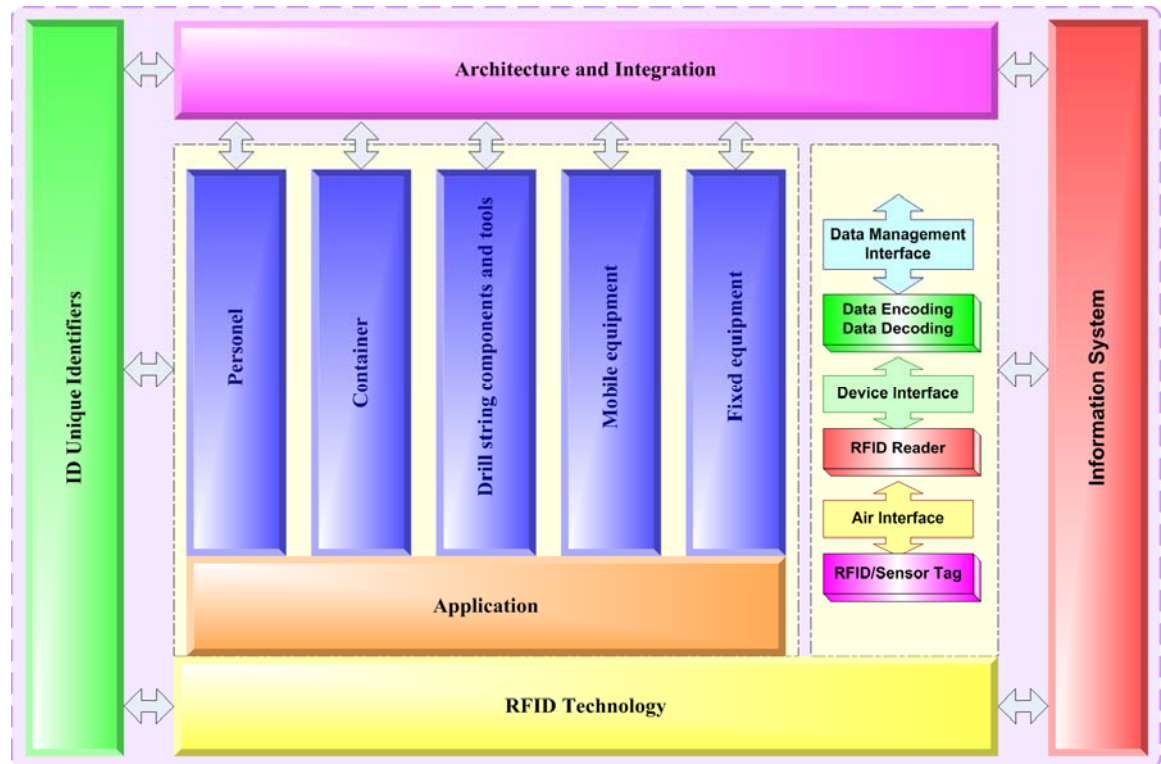 Architecture and Integration
ID Unique Identifiers
Personel
Container
Drill string components and tools
Mobile equipment
Fixed equipment
Data Management
Interface
Data Encoding
Data Decoding
Device Interface
RFID Reader
Air Interface
RFID/Sensor Tag
Information System
Application
RFID Technology